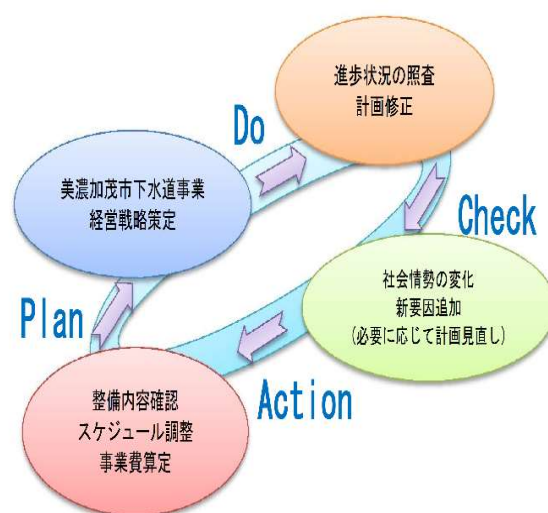 進歩状況の照査
計画修正
Do
美濃加茂市下水道事業
経営戦略策定
Check
社会情勢の変化
新要因追加
(必要に応じて計画見直し)
Plan
Action
整備内容確認
スケジュール調整
事業費算定